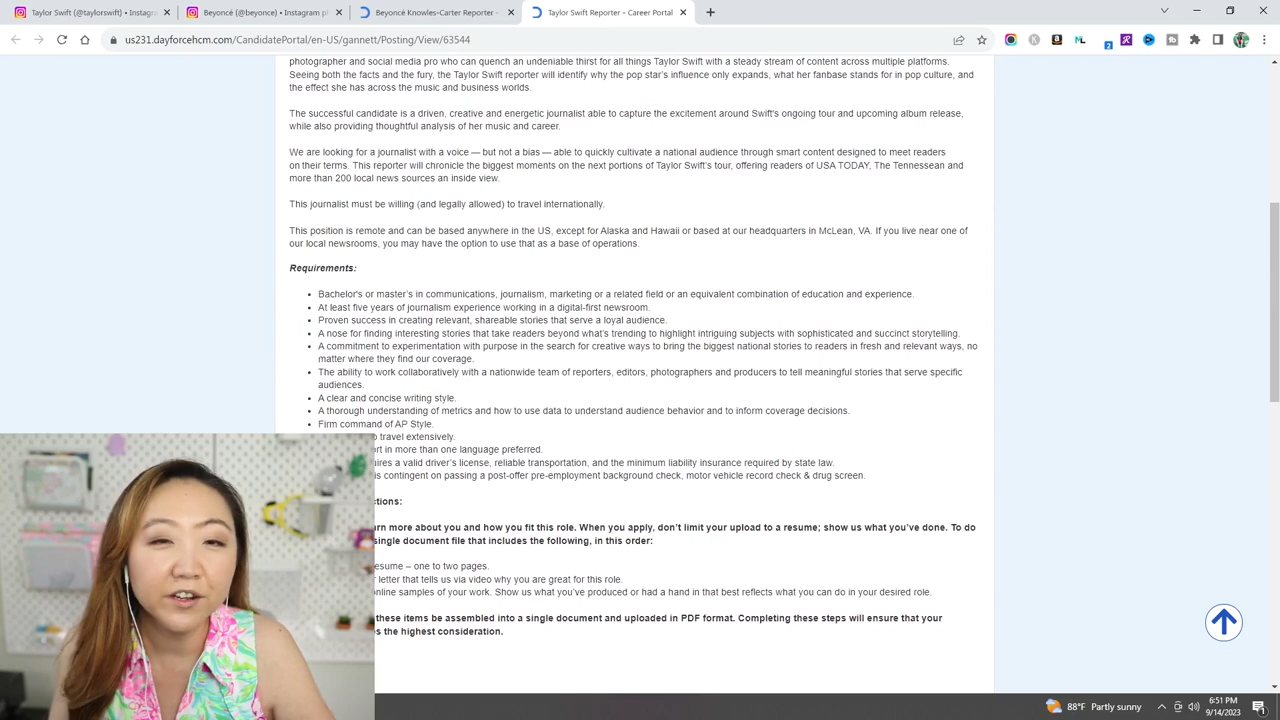 Taylor Swift (@taylorswift) • Instagra
Beyoncé (@beyonce) • Instagram pl
Beyoncé Knowles-Carter Reporter -
Taylor Swift Reporter - Career Portal
us231.dayforcehcm.com/CandidatePortal/en-US/gannett/Posting/View/63544
photographer and social media pro who can quench an undeniable thirst for all things Taylor Swift with a steady stream of content across multiple platforms.
Seeing both the facts and the fury, the Taylor Swift reporter will identify why the pop star's influence only expands, what her fanbase stands for in pop culture, and
the effect she has across the music and business worlds.
The successful candidate is a driven, creative and energetic journalist able to capture the excitement around Swift's ongoing tour and upcoming album release,
while also providing thoughtful analysis of her music and career.
We are looking for a journalist with a voice — but not a bias — able to quickly cultivate a national audience through smart content designed to meet readers
on their terms. This reporter will chronicle the biggest moments on the next portions of Taylor Swift's tour, offering readers of USA TODAY, The Tennessean and
more than 200 local news sources an inside view.
This journalist must be willing (and legally allowed) to travel internationally.
This position is remote and can be based anywhere in the US, except for Alaska and Hawaii or based at our headquarters in McLean, VA. If you live near one of
our local newsrooms, you may have the option to use that as a base of operations.
Requirements:
• Bachelor's or master's in communications, journalism, marketing or a related field or an equivalent combination of education and experience.
• At least five years of journalism experience working in a digital-first newsroom.
• Proven success in creating relevant, shareable stories that serve a loyal audience.
• A nose for finding interesting stories that take readers beyond what's trending to highlight intriguing subjects with sophisticated and succinct storytelling.
• A commitment to experimentation with purpose in the search for creative ways to bring the biggest national stories to readers in fresh and relevant ways, no
matter where they find our coverage.
• The ability to work collaboratively with a nationwide team of reporters, editors, photographers and producers to tell meaningful stories that serve specific
audiences.
• A clear and concise writing style.
• A thorough understanding of metrics and how to use data to understand audience behavior and to inform coverage decisions.
• Firm command of AP Style.
travel extensively.
in more than one language preferred.
a valid driver's license, reliable transportation, and the minimum liability insurance required by state law.
is contingent on passing a post-offer pre-employment background check, motor vehicle record check & drug screen.
ctions:
rn more about you and how you fit this role. When you apply, don't limit your upload to a resume; show us what you've done. To do
single document file that includes the following, in this order:
esume – one to two pages.
letter that tells us via video why you are great for this role.
online samples of your work. Show us what you've produced or had a hand in that best reflects what you can do in your desired role.
these items be assembled into a single document and uploaded in PDF format. Completing these steps will ensure that your
s the highest consideration.
88°F Partly sunny
6:51 PM
9/14/2023